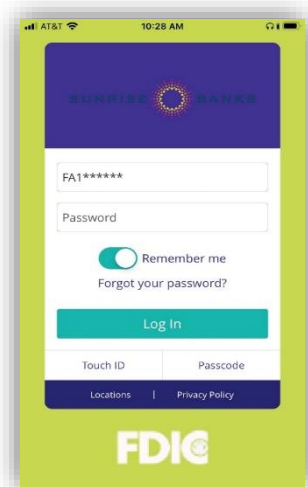 AT&T 10:28 AM
SUNRISE BANKS
FA1******
Password
Remember me
Forgot your password?
Log In
Touch ID Passcode
Locations | Privacy Policy
FDIC